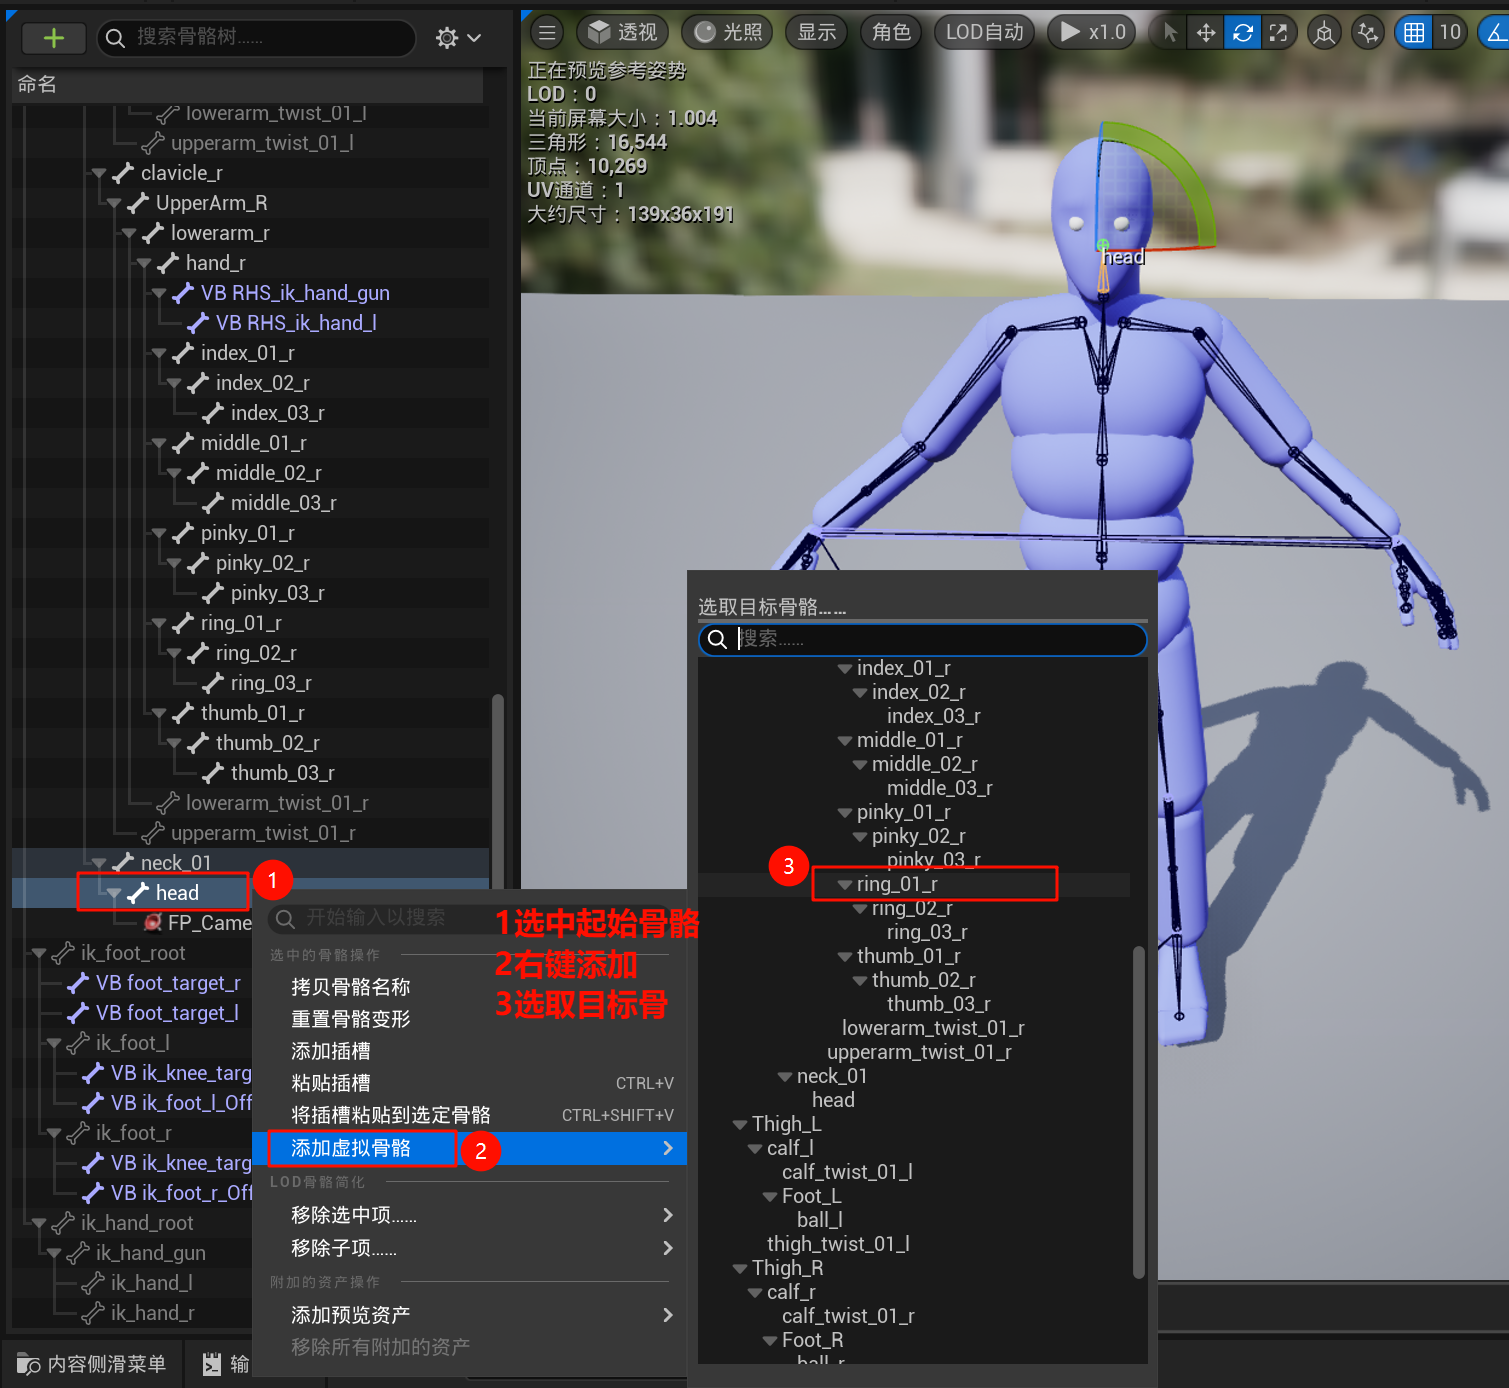 搜索骨骼树……
命名
lowerarm_twist_01_l
upperarm_twist_01_l
clavicle_r
UpperArm_R
lowerarm_r
hand_r
VB RHS_ik_hand_gun
VB RHS_ik_hand_l
index_01_r
index_02_r
index_03_r
middle_01_r
middle_02_r
middle_03_r
pinky_01_r
pinky_02_r
pinky_03_r
ring_01_r
ring_02_r
ring_03_r
thumb_01_r
thumb_02_r
thumb_03_r
lowerarm_twist_01_r
upperarm_twist_01_r
neck_01
head
1
FP_Came
ik_foot_root
VB foot_target_r
VB foot_target_l
ik_foot_l
VB ik_knee_targ
VB ik_foot_l_Off
ik_foot_r
VB ik_knee_targ
VB ik_foot_r_Off
ik_hand_root
ik_hand_gun
ik_hand_l
ik_hand_r
内容侧滑菜单
输
透视
光照
显示
角色
LOD自动
x1.0
10
正在预览参考姿势
LOD：0
当前屏幕大小：1.004
三角形：16,544
顶点：10,269
UV通道：1
大约尺寸：139x36x191
head
开始输入以搜索
1选中起始骨骼
2右键添加
3选取目标骨
选中的骨骼操作
拷贝骨骼名称
重置骨骼变形
添加插槽
粘贴插槽 CTRL+V
将插槽粘贴到选定骨骼 CTRL+SHIFT+V
添加虚拟骨骼
2
LOD骨骼简化
移除选中项……
移除子项……
附加的资产操作
添加预览资产
移除所有附加的资产
选取目标骨骼……
搜索……
index_01_r
index_02_r
index_03_r
middle_01_r
middle_02_r
middle_03_r
pinky_01_r
pinky_02_r
pinky_03_r
3
ring_01_r
ring_02_r
ring_03_r
thumb_01_r
thumb_02_r
thumb_03_r
lowerarm_twist_01_r
upperarm_twist_01_r
neck_01
head
Thigh_L
calf_l
calf_twist_01_l
Foot_L
ball_l
thigh_twist_01_l
Thigh_R
calf_r
calf_twist_01_r
Foot_R
ball_r